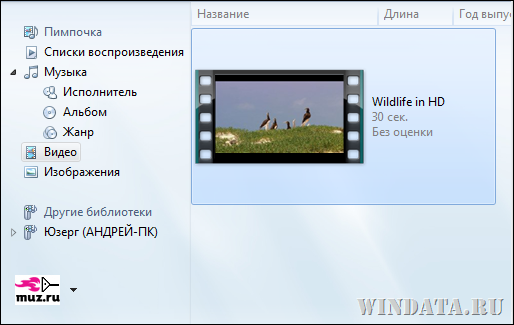 Название
Длина
Год выпу
Пимпочка
Списки воспроизведения
Музыка
Исполнитель
Альбом
Жанр
Видео
Изображения
Другие библиотеки
Юзерг (АНДРЕЙ-ПК)
Wildlife in HD
30 сек.
Без оценки
muz.ru
WINDATA.RU